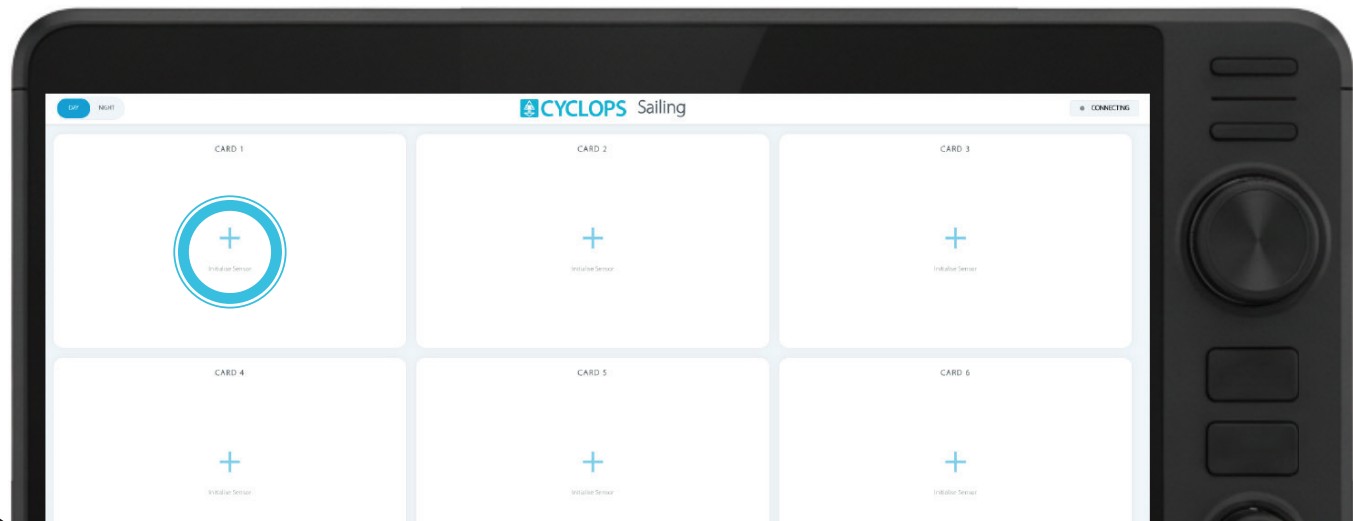 DAY NIGHT CYCLOPS Sailing CONNECTING
CARD 1 CARD 2 CARD 3
Initialise Sensor Initialise Sensor Initialise Sensor
CARD 4 CARD 5 CARD 6
Initialise Sensor Initialise Sensor Initialise Sensor